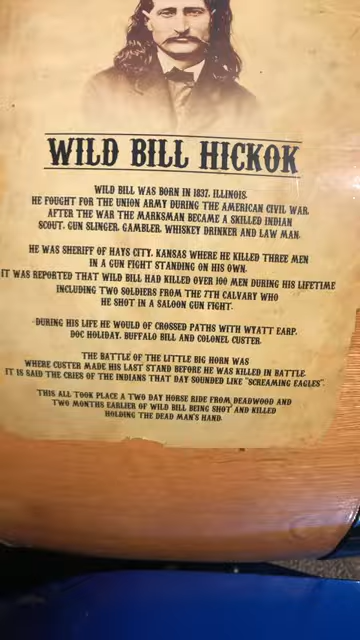 WILD BILL HICKOK
WILD BILL WAS BORN IN 1837, ILLINOIS.
HE FOUGHT FOR THE UNION ARMY DURING THE AMERICAN CIVIL WAR.
AFTER THE WAR THE MARKSMAN BECAME A SKILLED INDIAN
SCOUT, GUN SLINGER, GAMBLER, WHISKEY DRINKER AND LAW MAN.
HE WAS SHERIFF OF HAYS CITY, KANSAS WHERE HE KILLED THREE MEN
IN A GUN FIGHT STANDING ON HIS OWN.
IT WAS REPORTED THAT WILD BILL HAD KILLED OVER 100 MEN DURING HIS LIFETIME
INCLUDING TWO SOLDIERS FROM THE 7TH CALVARY WHO
HE SHOT IN A SALOON GUN FIGHT.
DURING HIS LIFE HE WOULD OF CROSSED PATHS WITH WYATT EARP,
DOC HOLIDAY, BUFFALO BILL AND COLONEL CUSTER.
THE BATTLE OF THE LITTLE BIG HORN WAS
WHERE CUSTER MADE HIS LAST STAND BEFORE HE WAS KILLED IN BATTLE.
IT IS SAID THE CRIES OF THE INDIANS THAT DAY SOUNDED LIKE "SCREAMING EAGLES".
THIS ALL TOOK PLACE A TWO DAY HORSE RIDE FROM DEADWOOD AND
TWO MONTHS EARLIER OF WILD BILL BEING SHOT AND KILLED
HOLDING THE DEAD MAN'S HAND.